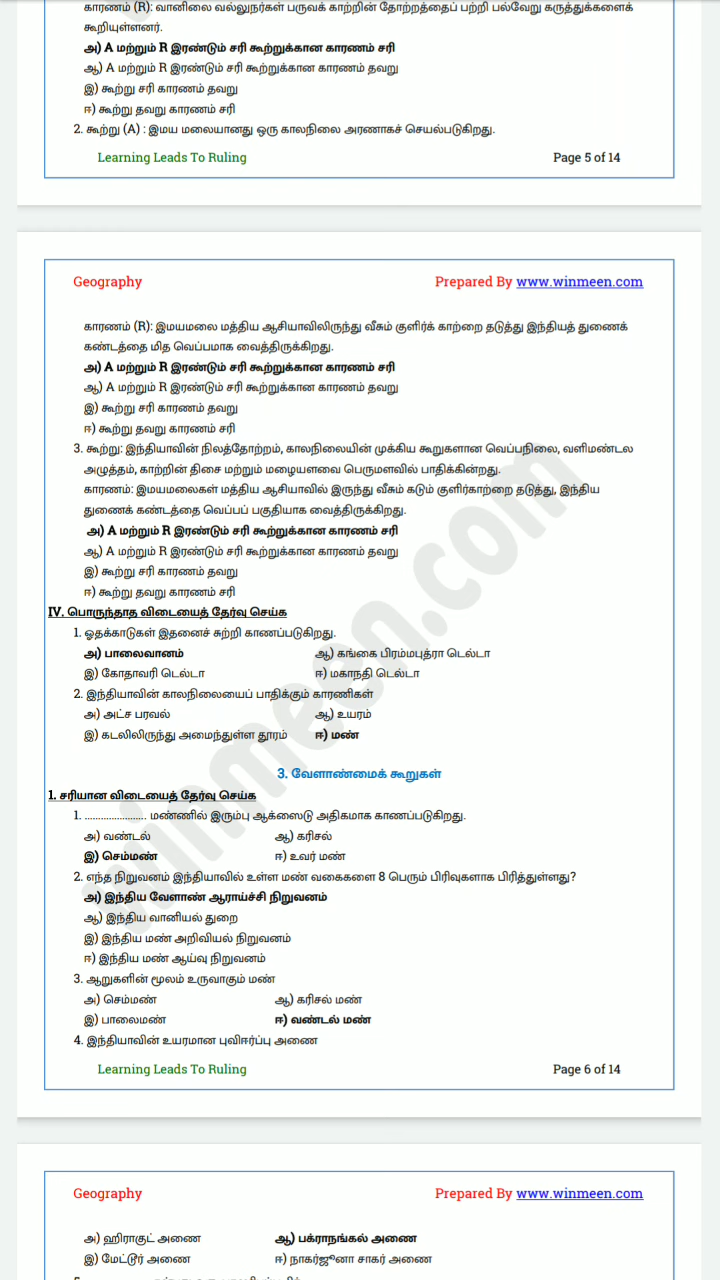 காரணம் (R): வானிலை வல்லுநர்கள் பருவக் காற்றின் தோற்றத்தைப் பற்றி பல்வேறு கருத்துக்களைக்
கூறியுள்ளனர்.
அ) A மற்றும் R இரண்டும் சரி கூற்றுக்கான காரணம் சரி
ஆ) A மற்றும் R இரண்டும் சரி கூற்றுக்கான காரணம் தவறு
இ) கூற்று சரி காரணம் தவறு
ஈ) கூற்று தவறு காரணம் சரி
2. கூற்று (A) : இமய மலையானது ஒரு காலநிலை அரணாகச் செயல்படுகிறது.
Learning Leads To Ruling Page 5 of 14
Geography Prepared By www.winmeen.com
காரணம் (R): இமயமலை மத்திய ஆசியாவிலிருந்து வீசும் குளிர்க் காற்றை தடுத்து இந்தியத் துணைக்
கண்டத்தை மித வெப்பமாக வைத்திருக்கிறது.
அ) A மற்றும் R இரண்டும் சரி கூற்றுக்கான காரணம் சரி
ஆ) A மற்றும் R இரண்டும் சரி கூற்றுக்கான காரணம் தவறு
இ) கூற்று சரி காரணம் தவறு
ஈ) கூற்று தவறு காரணம் சரி
3. கூற்று: இந்தியாவின் நிலத்தோற்றம், காலநிலையின் முக்கிய கூறுகளான வெப்பநிலை, வளிமண்டல
அழுத்தம், காற்றின் திசை மற்றும் மழையளவை பெருமளவில் பாதிக்கின்றது.
காரணம்: இமயமலைகள் மத்திய ஆசியாவில் இருந்து வீசும் கடும் குளிர்காற்றை தடுத்து, இந்திய
துணைக் கண்டத்தை வெப்பப் பகுதியாக வைத்திருக்கிறது.
அ) A மற்றும் R இரண்டும் சரி கூற்றுக்கான காரணம் சரி
ஆ) A மற்றும் R இரண்டும் சரி கூற்றுக்கான காரணம் தவறு
இ) கூற்று சரி காரணம் தவறு
ஈ) கூற்று தவறு காரணம் சரி
IV. பொருந்தாத விடையைத் தேர்வு செய்க
1. ஓதக்காடுகள் இதனைச் சுற்றி காணப்படுகிறது.
அ) பாலைவானம் ஆ) கங்கை பிரம்மபுத்ரா டெல்டா
இ) கோதாவரி டெல்டா ஈ) மகாநதி டெல்டா
2. இந்தியாவின் காலநிலையைப் பாதிக்கும் காரணிகள்
அ) அட்ச பரவல் ஆ) உயரம்
இ) கடலிலிருந்து அமைந்துள்ள தூரம் ஈ) மண்
3. வேளாண்மைக் கூறுகள்
1. சரியான விடையைத் தேர்வு செய்க
1. ...................... மண்ணில் இரும்பு ஆக்ஸைடு அதிகமாக காணப்படுகிறது.
அ) வண்டல் ஆ) கரிசல்
இ) செம்மண் ஈ) உவர் மண்
2. எந்த நிறுவனம் இந்தியாவில் உள்ள மண் வகைகளை 8 பெரும் பிரிவுகளாக பிரித்துள்ளது?
அ) இந்திய வேளாண் ஆராய்ச்சி நிறுவனம்
ஆ) இந்திய வானியல் துறை
இ) இந்திய மண் அறிவியல் நிறுவனம்
ஈ) இந்திய மண் ஆய்வு நிறுவனம்
3. ஆறுகளின் மூலம் உருவாகும் மண்
அ) செம்மண் ஆ) கரிசல் மண்
இ) பாலைமண் ஈ) வண்டல் மண்
4. இந்தியாவின் உயரமான புவிஈர்ப்பு அணை
Learning Leads To Ruling Page 6 of 14
winmeen.com
Geography Prepared By www.winmeen.com
அ) ஹிராகுட் அணை ஆ) பக்ராநங்கல் அணை
இ) மேட்டூர் அணை ஈ) நாகர்ஜூனா சாகர் அணை